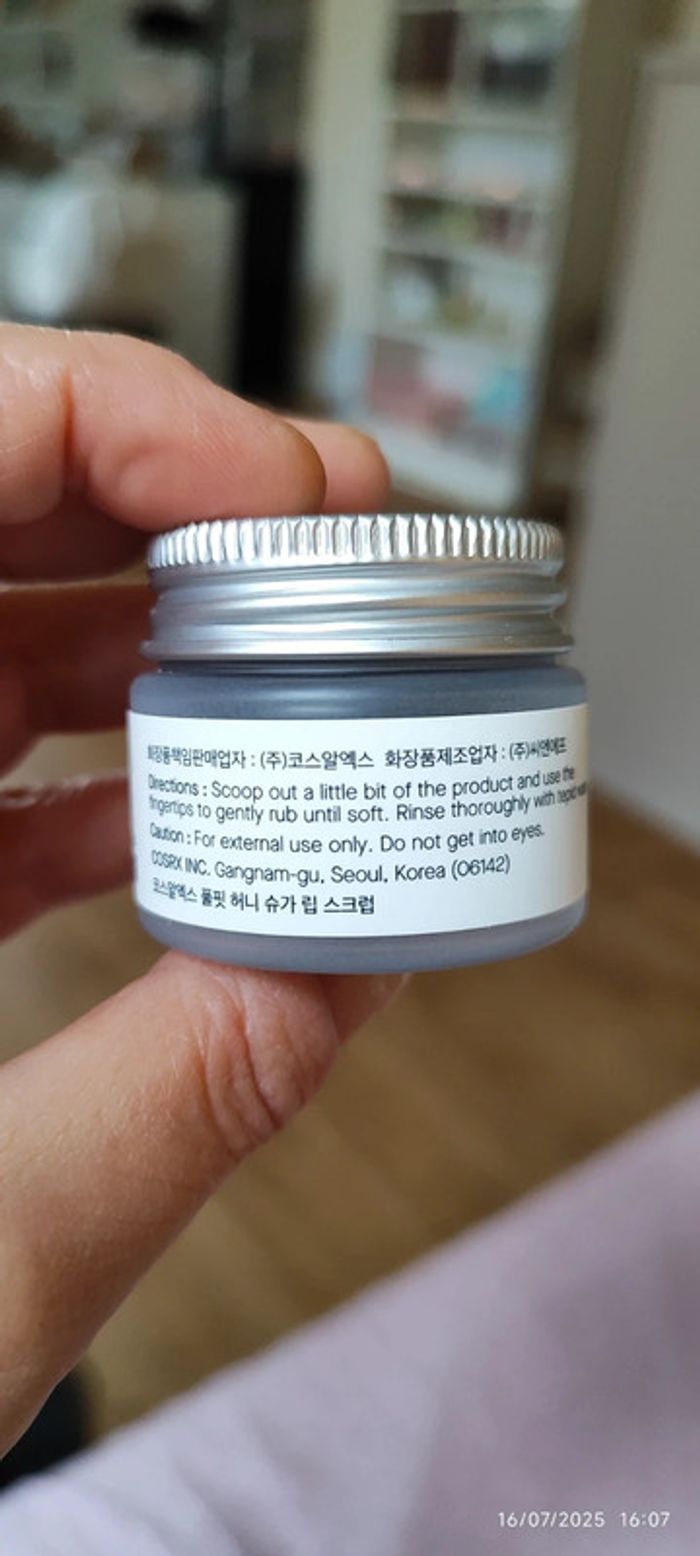 화장품책임판매업자 : (주)코스알엑스 화장품제조업자 : (주)씨엔에프
Directions : Scoop out a little bit of the product and use the
fingertips to gently rub until soft. Rinse thoroughly with tepid
Caution : For external use only. Do not get into eyes.
COSRX INC. Gangnam-gu, Seoul, Korea (06142)
코스알엑스 풀핏 허니 슈가 립 스크럽
16/07/2025 16:07